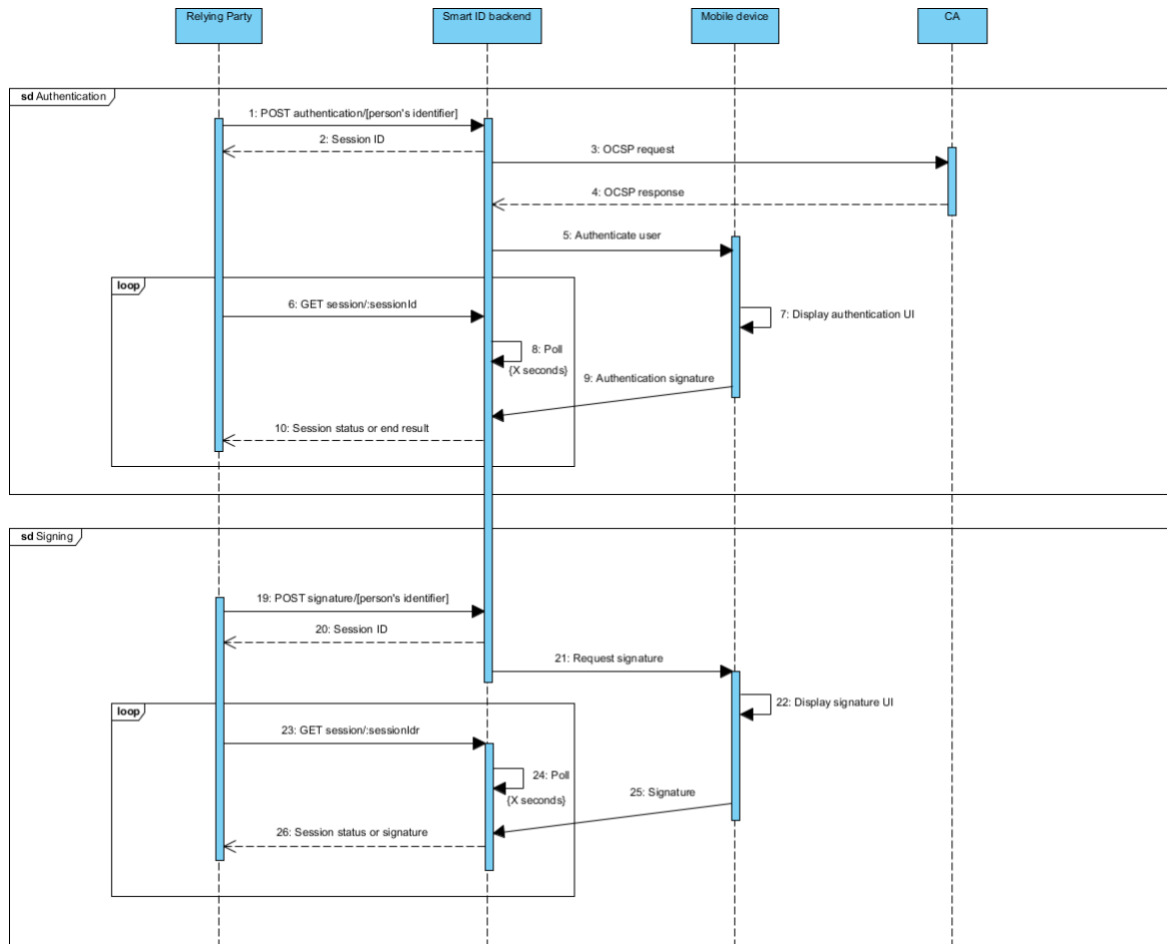 Relying Party
Smart ID backend
Mobile device
CA
sd Authentication
1: POST authentication/[person's identifier]
2: Session ID
3: OCSP request
4: OCSP response
5: Authenticate user
loop
6: GET session/:sessionId
7: Display authentication UI
8: Poll
{X seconds}
9: Authentication signature
10: Session status or end result
sd Signing
19: POST signature/[person's identifier]
20: Session ID
21: Request signature
22: Display signature UI
loop
23: GET session/:sessionIdr
24: Poll
{X seconds}
25: Signature
26: Session status or signature